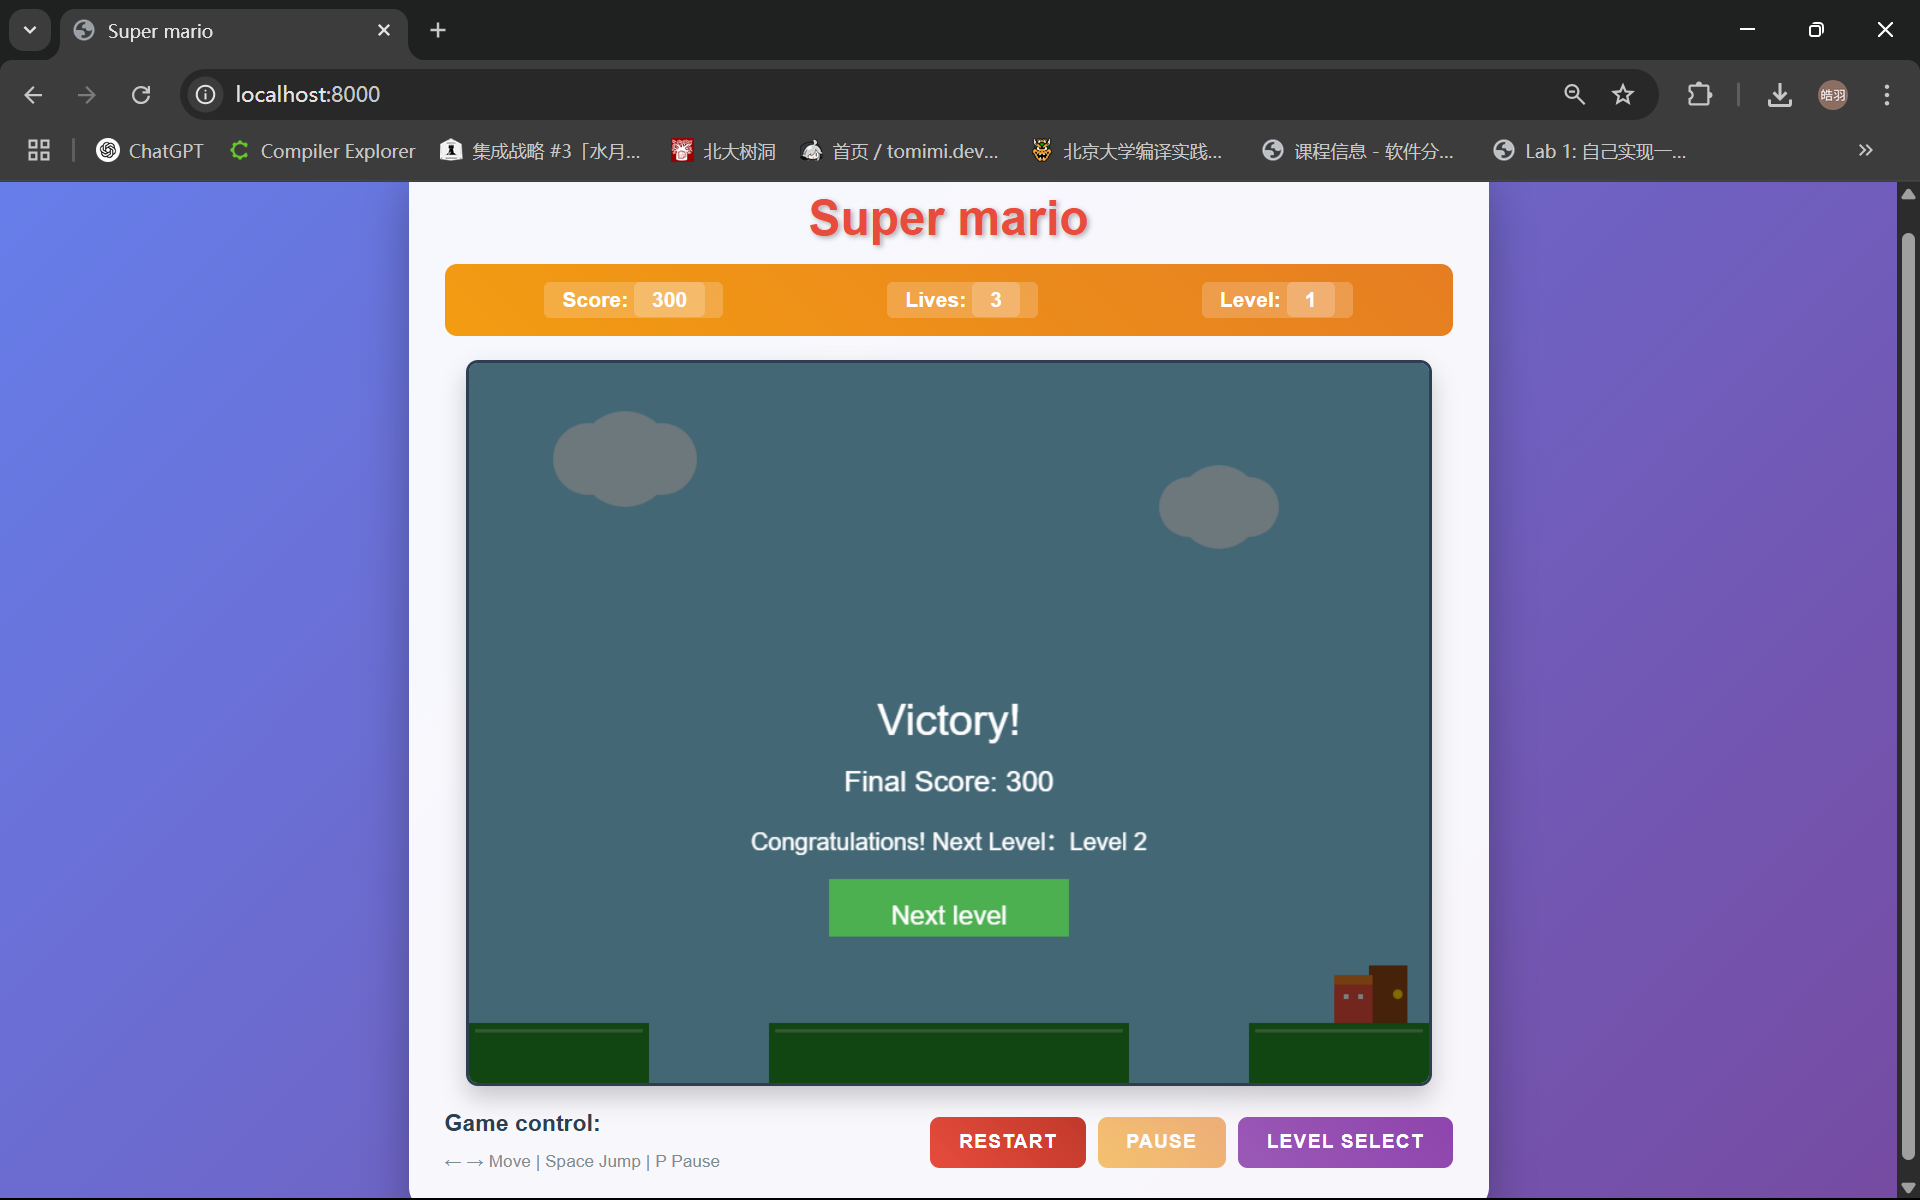 Super mario
localhost:8000
皓羽
ChatGPT
Compiler Explorer
集成战略 #3「水月...
北大树洞
首页 / tomimi.dev...
北京大学编译实践...
课程信息 - 软件分...
Lab 1: 自己实现一...
Super mario
Score: 300
Lives: 3
Level: 1
Victory!
Final Score: 300
Congratulations! Next Level：Level 2
Next level
Game control:
←→ Move | Space Jump | P Pause
RESTART
PAUSE
LEVEL SELECT